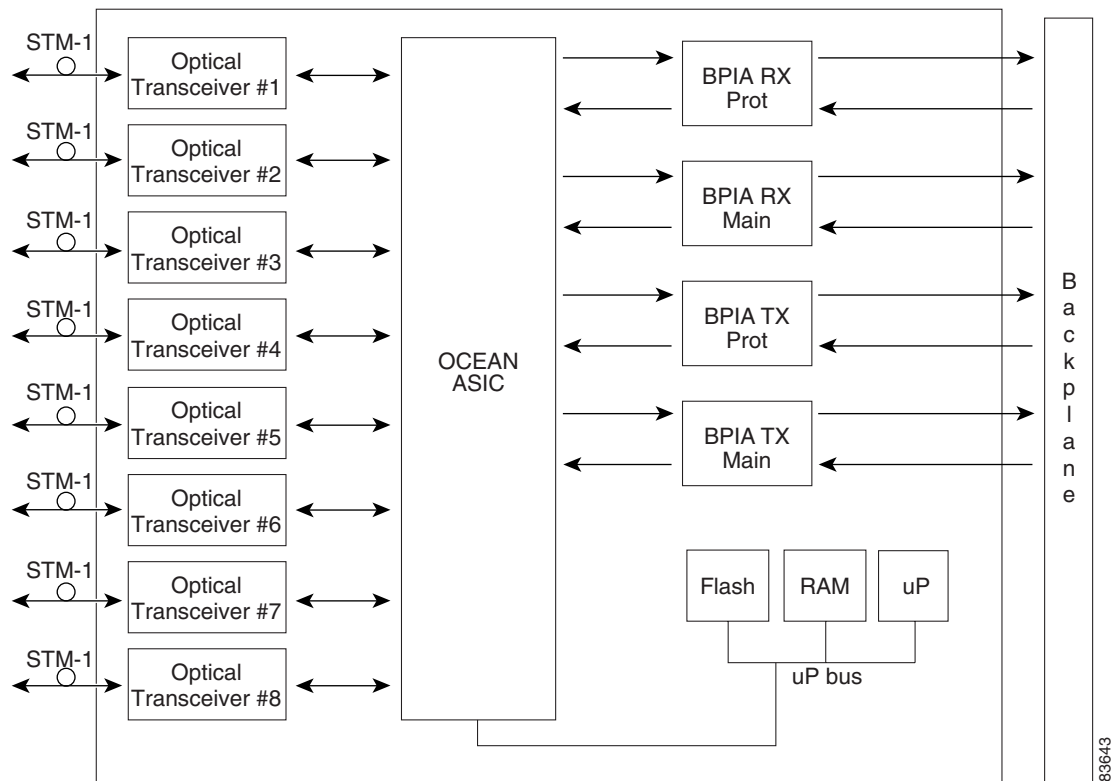 STM-1
Optical
Transceiver #1
STM-1
Optical
Transceiver #2
STM-1
Optical
Transceiver #3
STM-1
Optical
Transceiver #4
STM-1
Optical
Transceiver #5
STM-1
Optical
Transceiver #6
STM-1
Optical
Transceiver #7
STM-1
Optical
Transceiver #8
OCEAN
ASIC
BPIA RX
Prot
BPIA RX
Main
BPIA TX
Prot
BPIA TX
Main
Flash
RAM
uP
uP bus
Backplane
83643